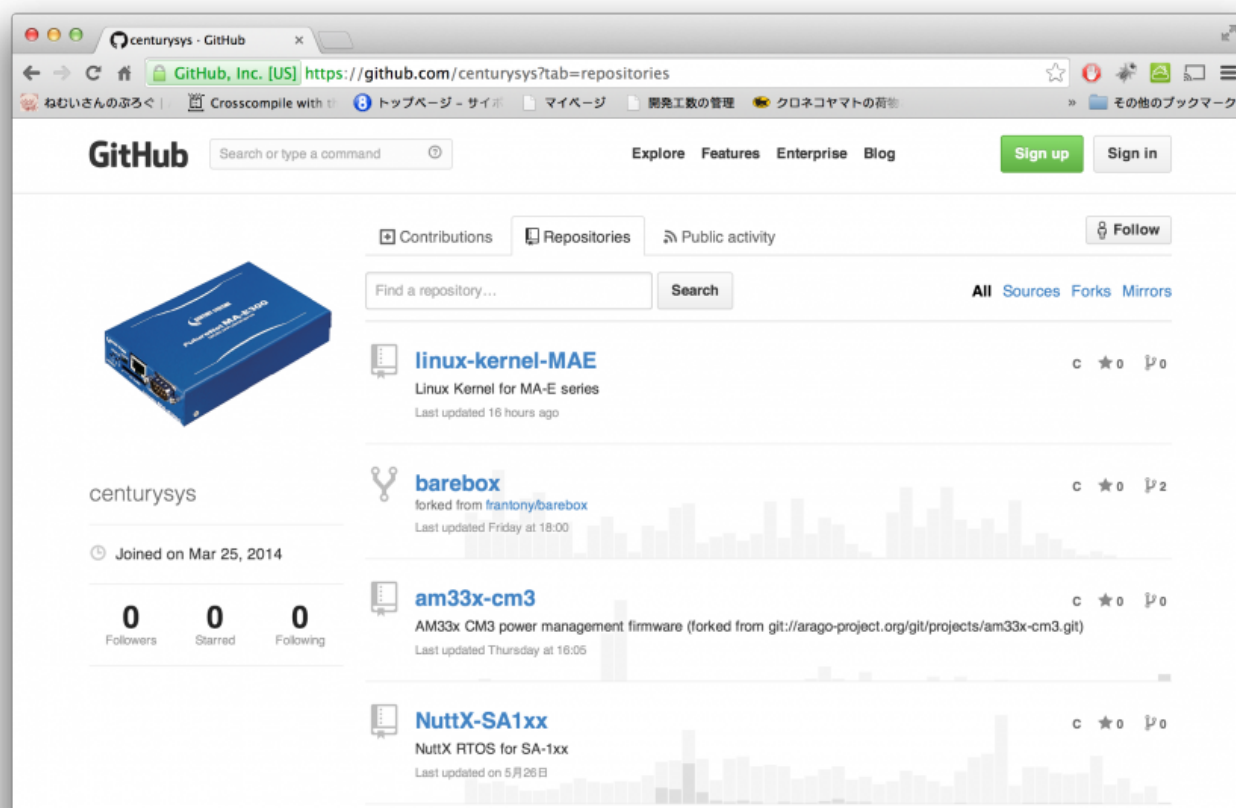 centurysys - GitHub
GitHub, Inc. [US] https://github.com/centurysys?tab=repositories
ねむいさんのぶろぐ | Crosscompile with t トップページ - サイボ マイページ 開発工数の管理 クロネコヤマトの荷物 » その他のブックマーク
GitHub Search or type a command Explore Features Enterprise Blog Sign up Sign in
Contributions Repositories Public activity Follow
Find a repository... Search All Sources Forks Mirrors
linux-kernel-MAE C 0 0
Linux Kernel for MA-E series
Last updated 16 hours ago
CENTURY SYSTEMS
FutureNet MA-E300
barebox C 0 2
forked from frantony/barebox
Last updated Friday at 18:00
centurysys
Joined on Mar 25, 2014
0 0 0
Followers Starred Following
am33x-cm3 C 0 0
AM33x CM3 power management firmware (forked from git://arago-project.org/git/projects/am33x-cm3.git)
Last updated Thursday at 16:05
NuttX-SA1xx C 0 0
NuttX RTOS for SA-1xx
Last updated on 5月26日